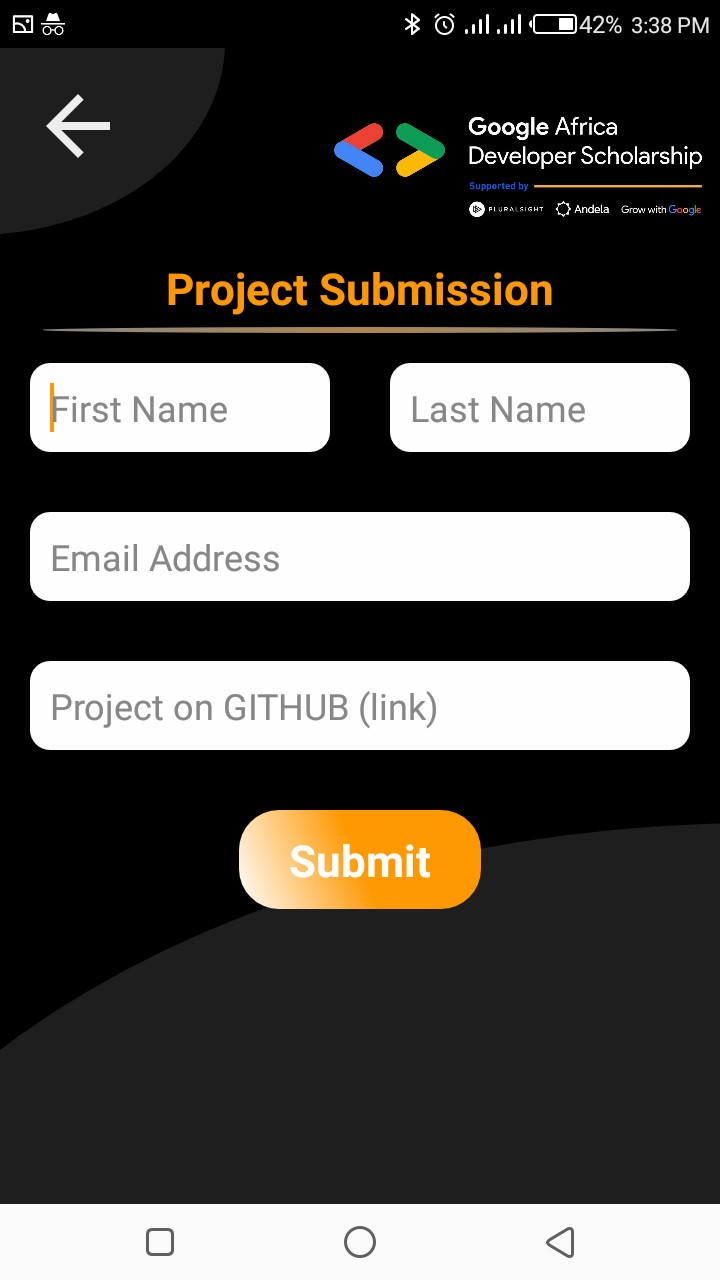 42% 3:38 PM
Google Africa
Developer Scholarship
Supported by
PLURALSIGHT Andela Grow with Google
Project Submission
First Name Last Name
Email Address
Project on GITHUB (link)
Submit